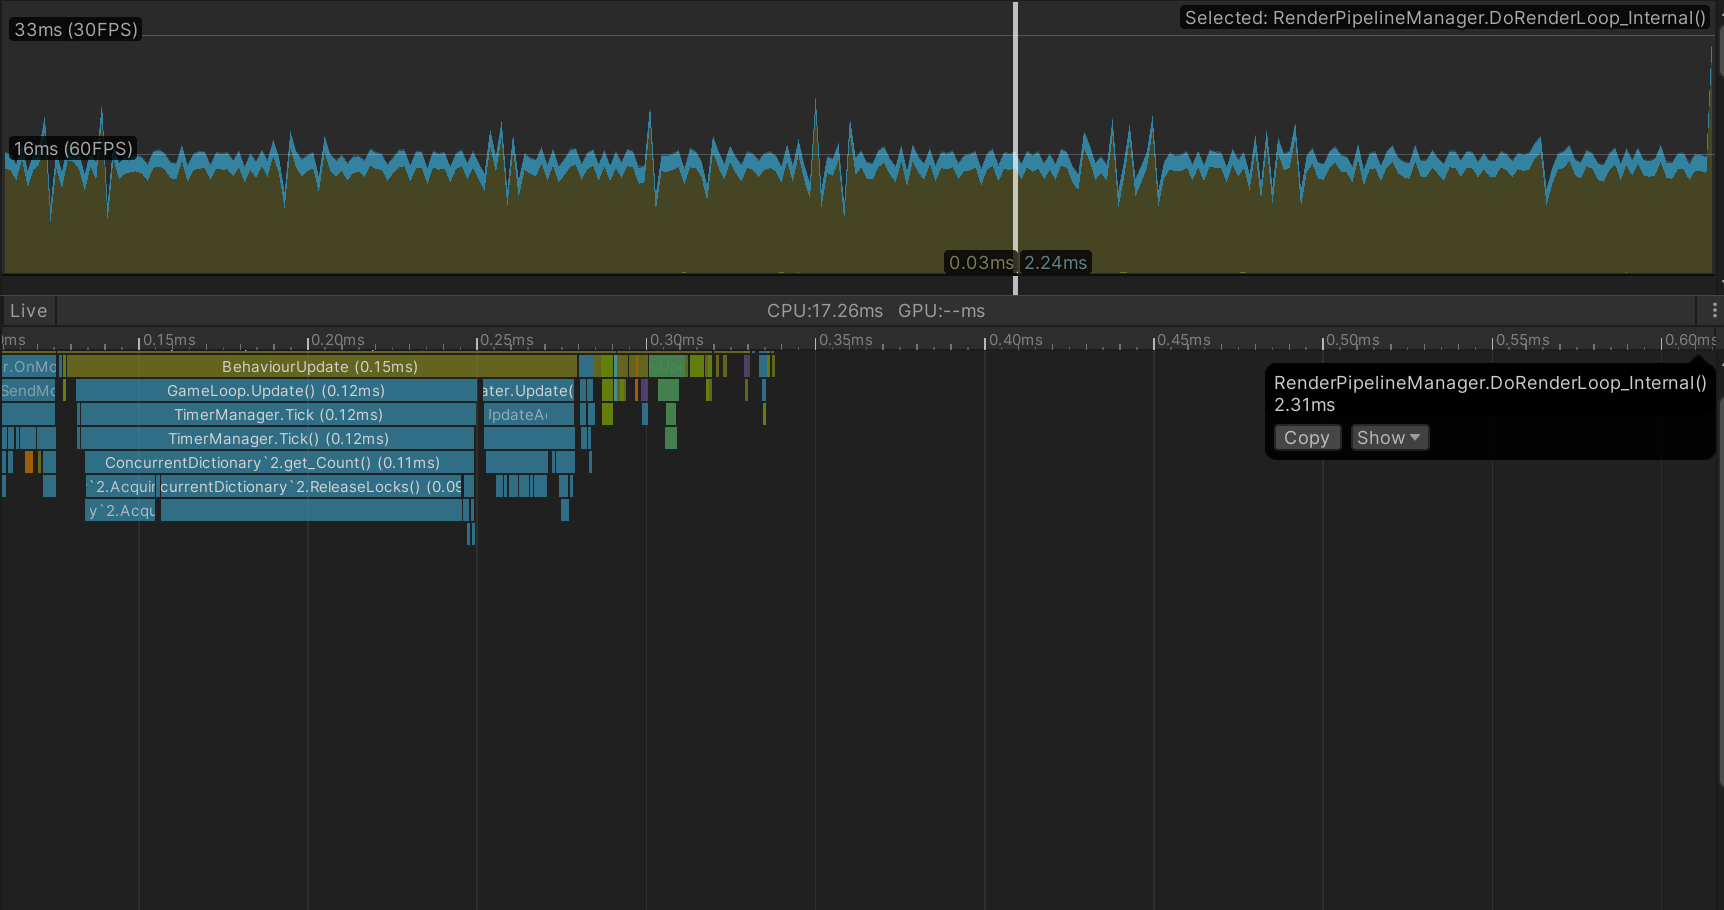 33ms (30FPS)
Selected: RenderPipelineManager.DoRenderLoop_Internal()
16ms (60FPS)
0.03ms 2.24ms
Live CPU:17.26ms GPU:--ms
ms 0.15ms 0.20ms 0.25ms 0.30ms 0.35ms 0.40ms 0.45ms 0.50ms 0.55ms 0.60ms
r.OnMo BehaviourUpdate (0.15ms)
SendMo GameLoop.Update() (0.12ms) ater.Update(
TimerManager.Tick (0.12ms) UpdateA
TimerManager.Tick() (0.12ms)
ConcurrentDictionary`2.get_Count() (0.11ms)
`2.Acquir currentDictionary`2.ReleaseLocks() (0.09
y`2.Acqu
RenderPipelineManager.DoRenderLoop_Internal()
2.31ms
Copy Show